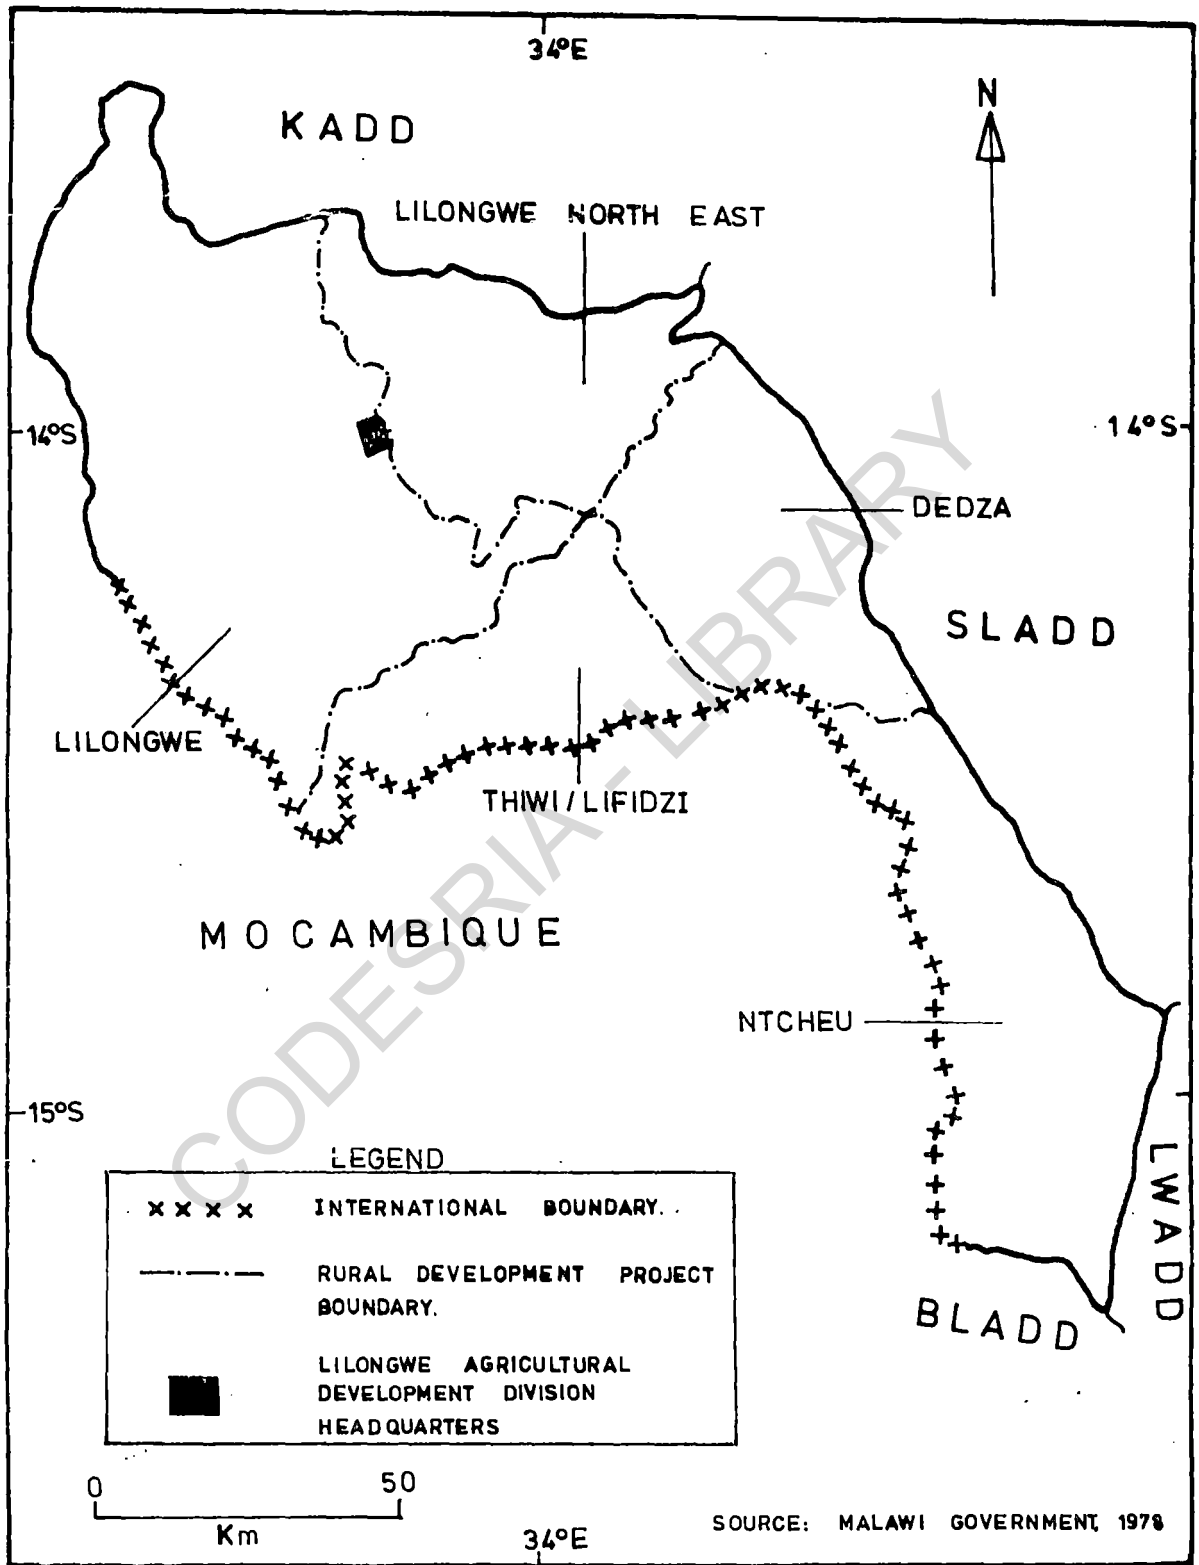 34°E
N
KADD
LILONGWE NORTH EAST
14°S
14°S
DEDZA
SLADD
LILONGWE
THIWI/LIFIDZI
MOCAMBIQUE
NTCHEU
15°S
LWADD
BLADD
LEGEND
INTERNATIONAL BOUNDARY.
RURAL DEVELOPMENT PROJECT
BOUNDARY.
LILONGWE AGRICULTURAL
DEVELOPMENT DIVISION
HEADQUARTERS
0 50
Km
34°E
SOURCE: MALAWI GOVERNMENT, 1978
CODESRIA - LIBRARY